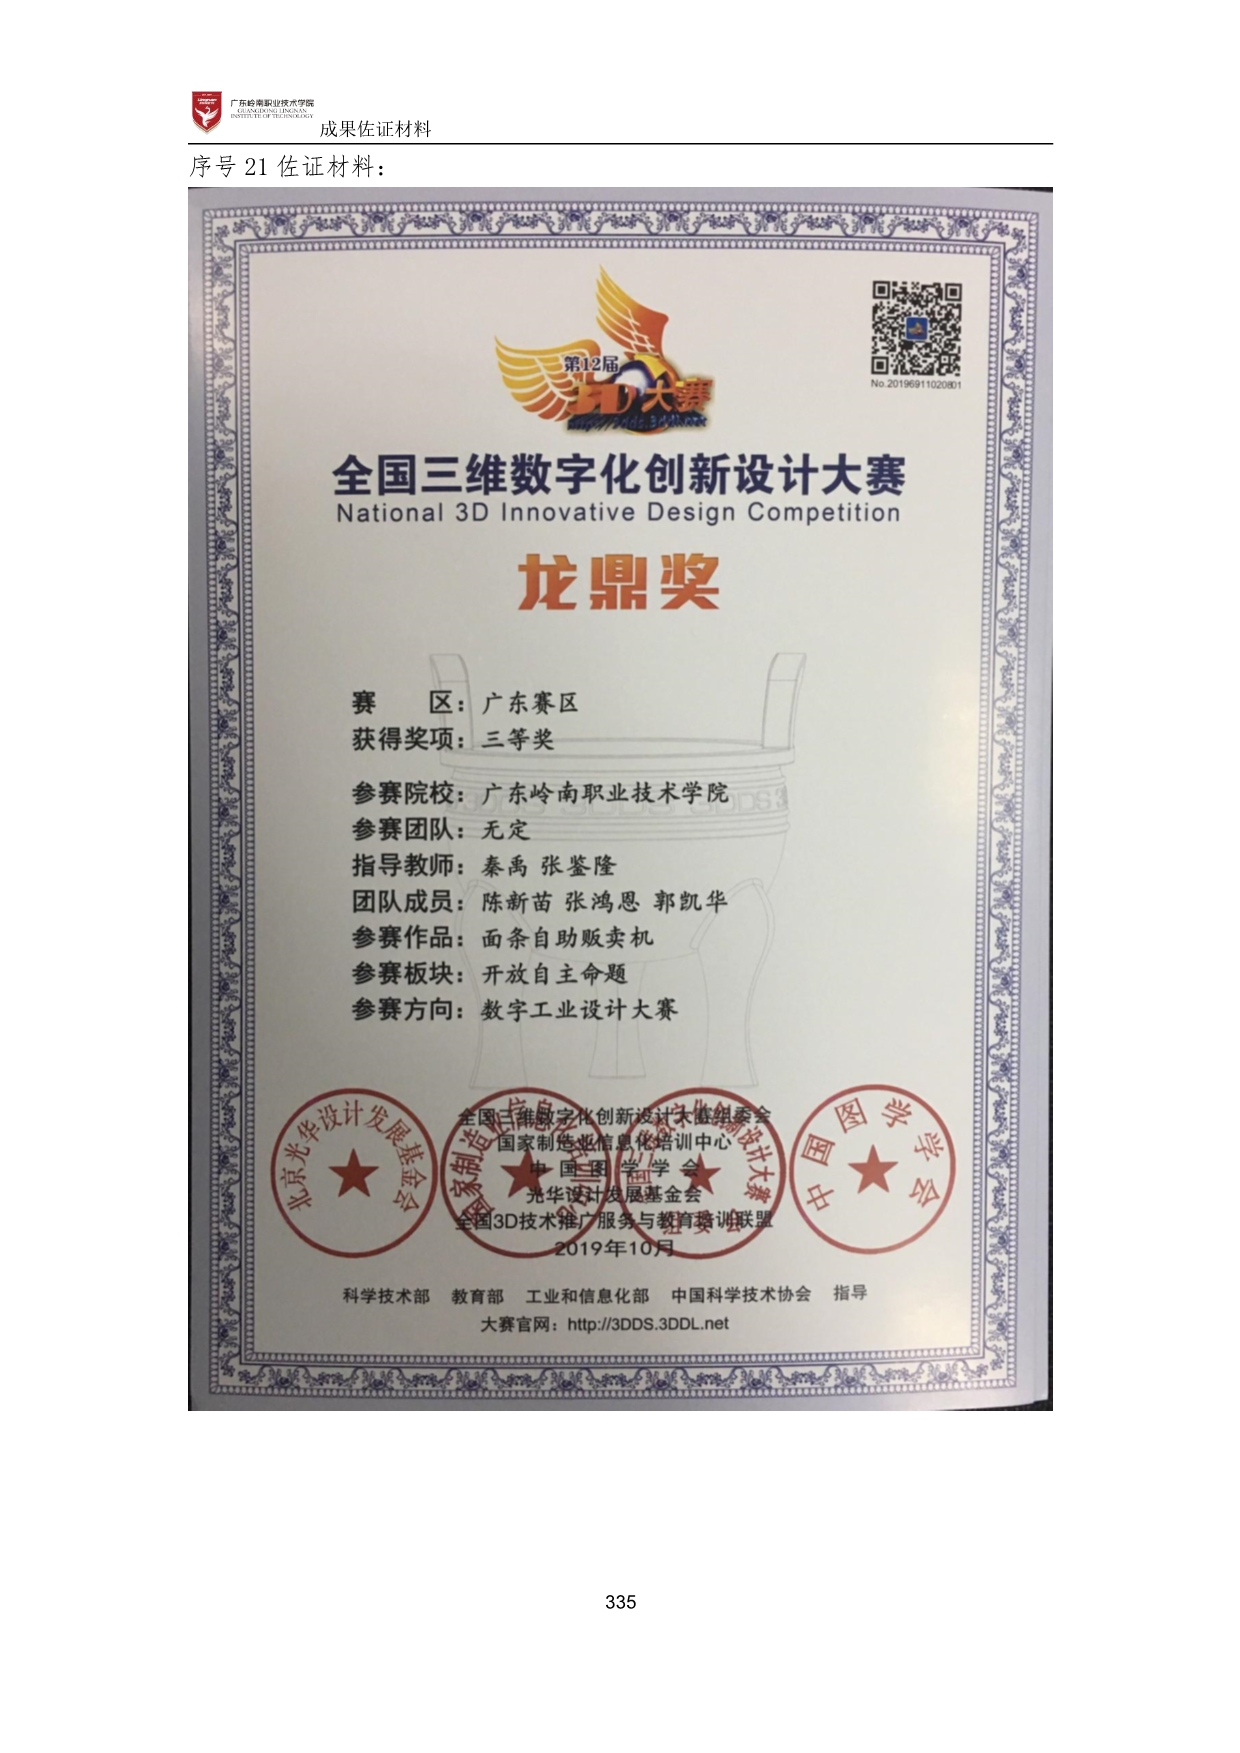 广东岭南职业技术学院
GUANGDONG LINGNAN
INSTITUTE OF TECHNOLOGY
成果佐证材料
序号 21 佐证材料：
第12届
3D大赛
No.20196911020801
全国三维数字化创新设计大赛
National 3D Innovative Design Competition
龙鼎奖
赛 区：广东赛区
获得奖项：三等奖
参赛院校：广东岭南职业技术学院
参赛团队：无定
指导教师：秦禹 张鉴隆
团队成员：陈新苗 张鸿恩 郭凯华
参赛作品：面条自助贩卖机
参赛板块：开放自主命题
参赛方向：数字工业设计大赛
北京光华设计发展基金会
中国图学学会
全国三维数字化创新设计大赛组委会
国家制造业信息化培训中心
中 国 图 学 学 会
光华设计发展基金会
全国3D技术推广服务与教育培训联盟
2019年10月
科学技术部 教育部 工业和信息化部 中国科学技术协会 指导
大赛官网：http://3DDS.3DDL.net
335